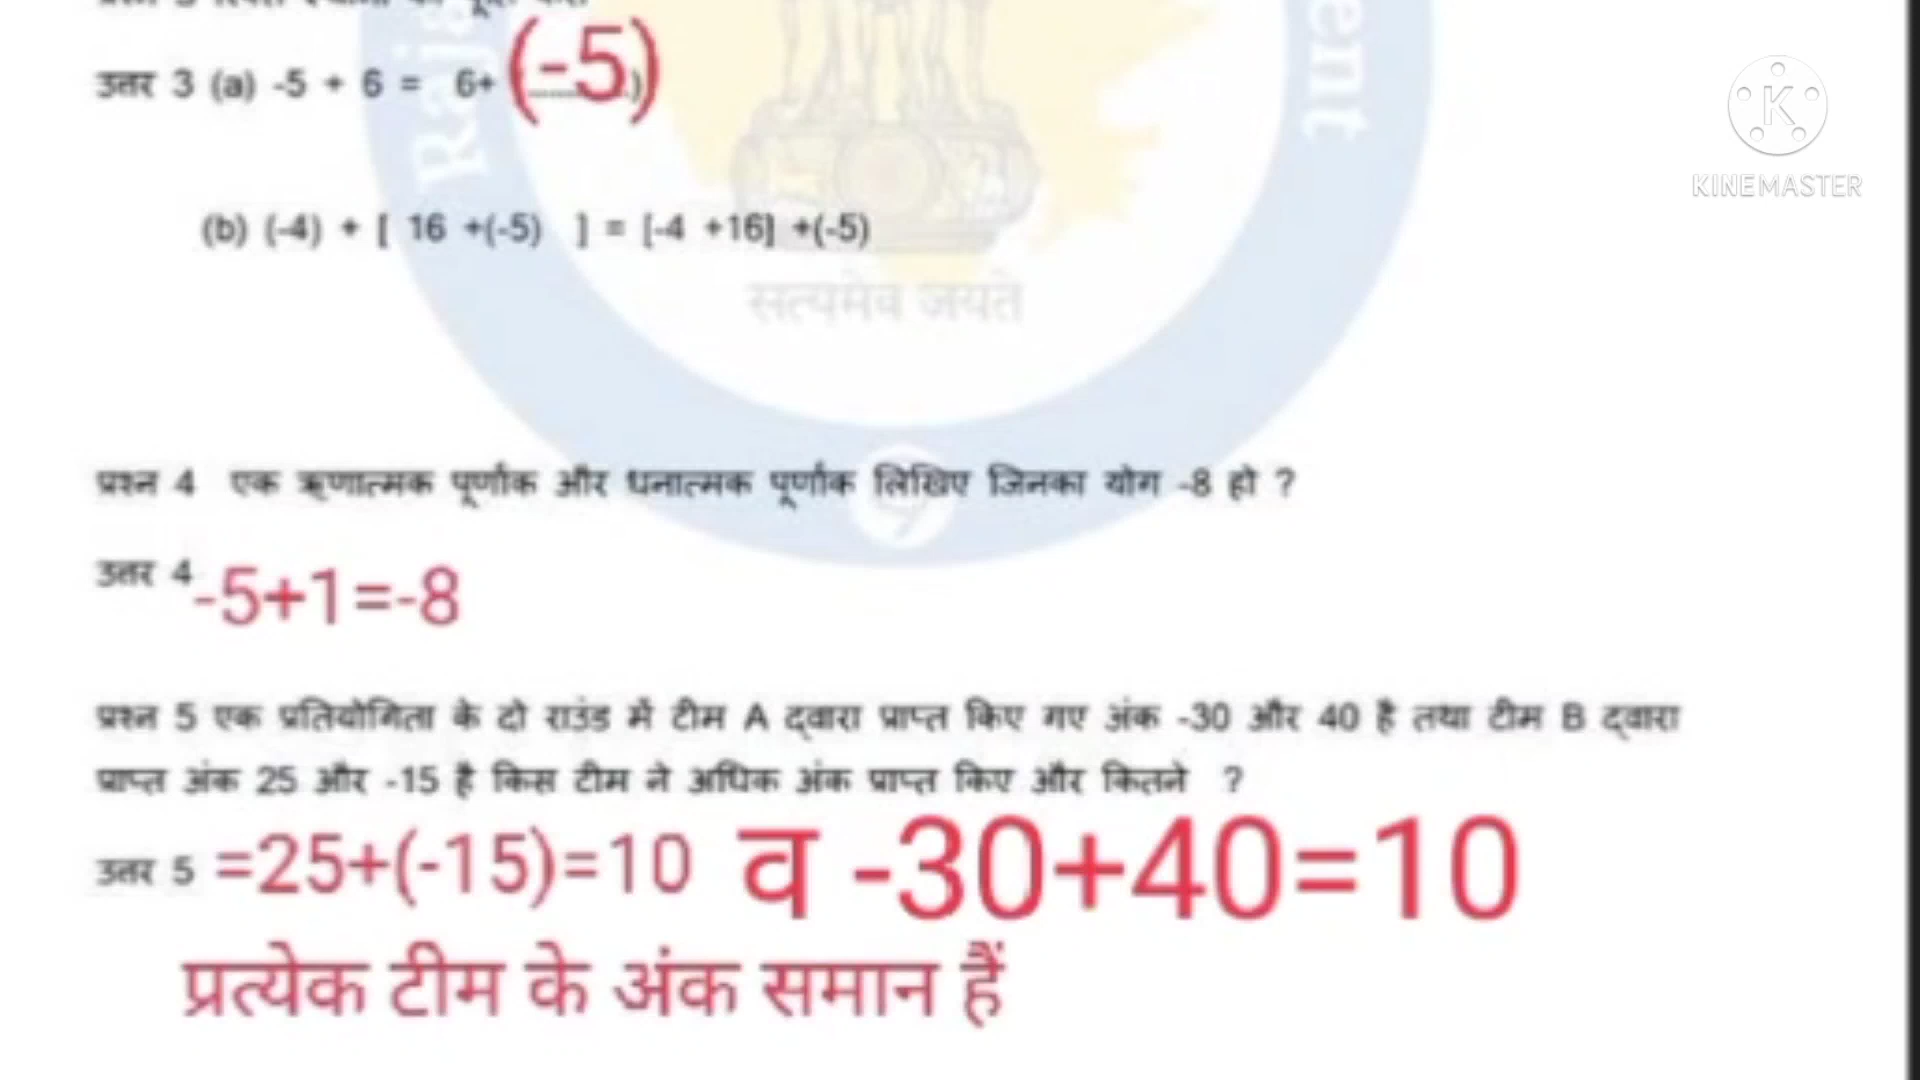 उत्तर 3 (a) -5 + 6 = 6+ (-5)
(b) (-4) + [ 16 +(-5) ] = [-4 +16] +(-5)
सत्यमेव जयते
प्रश्न 4 एक ऋणात्मक पूर्णांक और धनात्मक पूर्णांक लिखिए जिनका योग -8 हो ?
उत्तर 4 -5+1=-8
प्रश्न 5 एक प्रतियोगिता के दो राउंड में टीम A द्वारा प्राप्त किए गए अंक -30 और 40 है तथा टीम B द्वारा
प्राप्त अंक 25 और -15 है किस टीम ने अधिक अंक प्राप्त किए और कितने ?
उत्तर 5 =25+(-15)=10 व -30+40=10
प्रत्येक टीम के अंक समान हैं
K
KINEMASTER